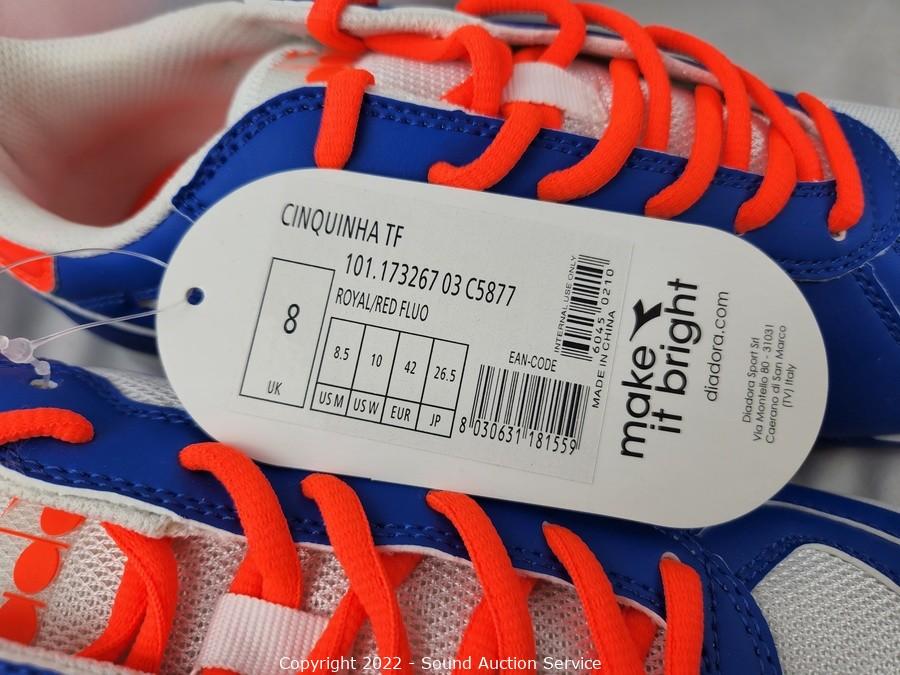 CINQUINHA TF
101.173267 03 C5877
ROYAL/RED FLUO
8
UK
8.5 10 42 26.5
US M US W EUR JP
EAN-CODE
8 030631 181559
INTERNAL USE ONLY
6045 0210
MADE IN CHINA
make
it bright
diadora.com
Diadora Sport Srl
Via Montello 80 - 31031
Caerano di San Marco
(TV) Italy
Copyright 2022 - Sound Auction Service